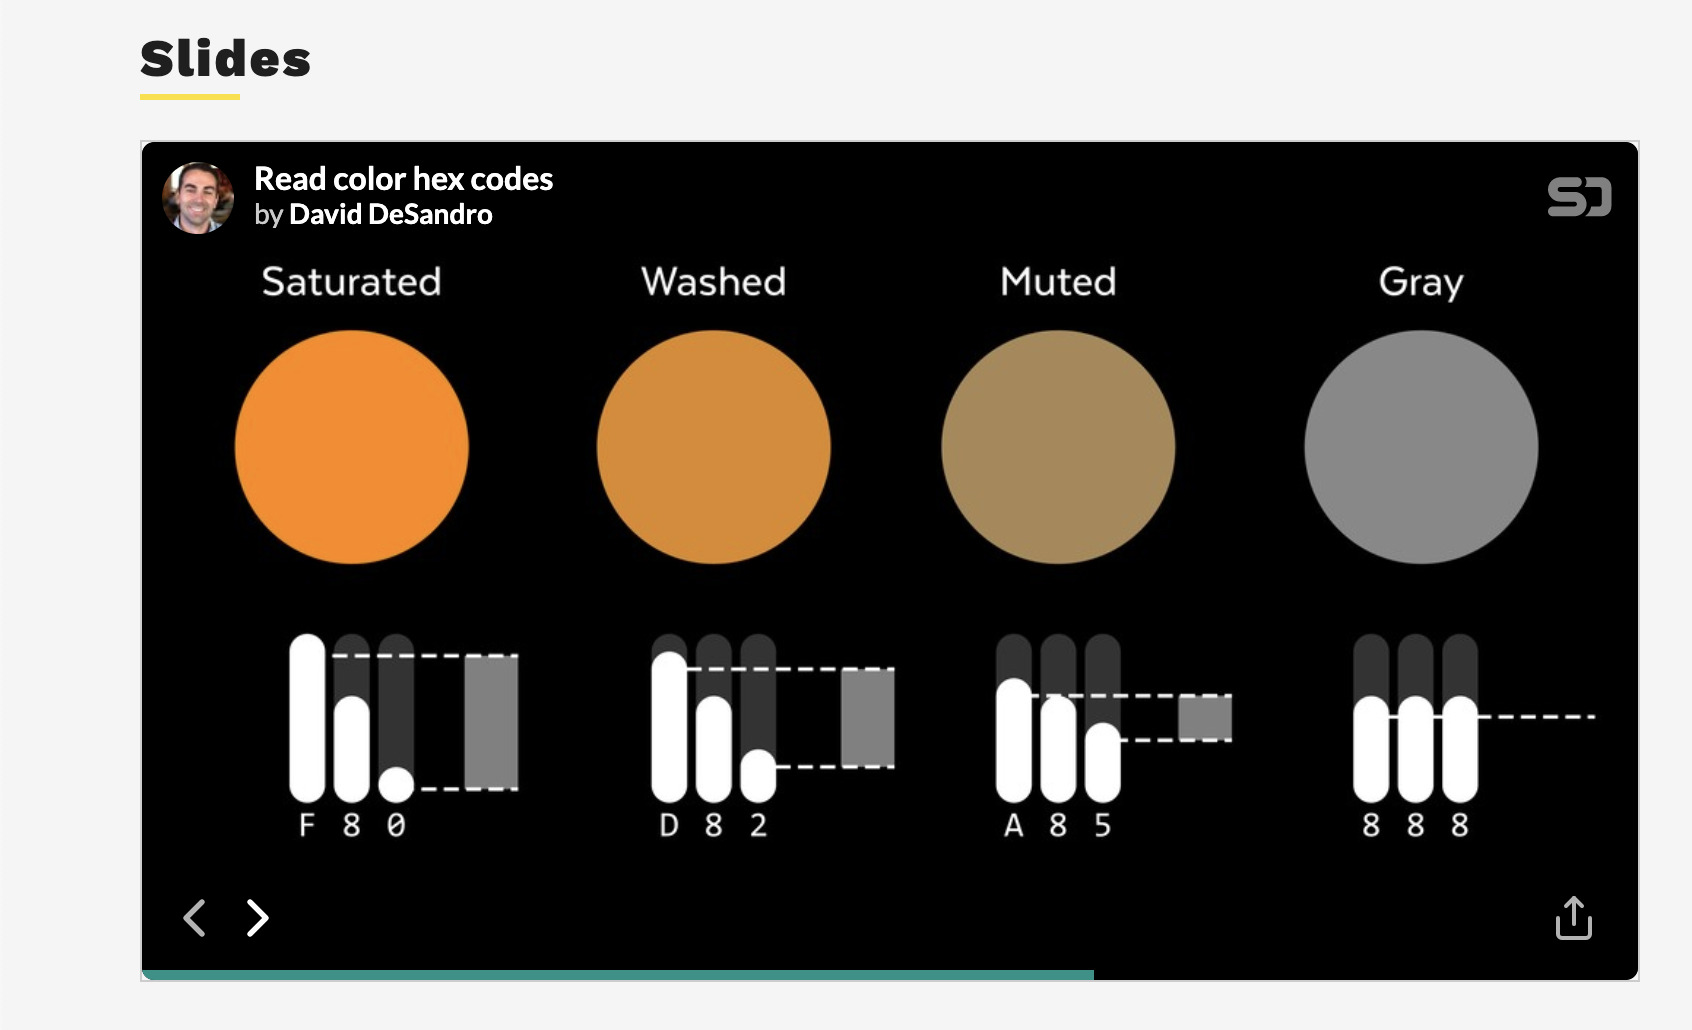 Slides
Read color hex codes
by David DeSandro
Saturated Washed Muted Gray
F 8 0 D 8 2 A 8 5 8 8 8